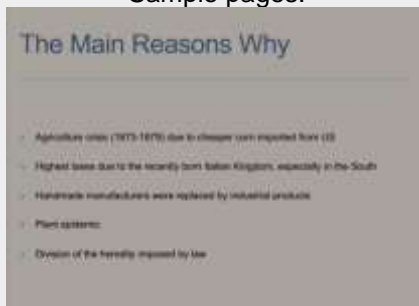 Sample pages:
The Main Reasons Why
Agriculture crisis (1873-1879) due to cheaper corn imported from US
Highest taxes due to the recently born Italian Kingdom, especially in the South
Handmade manufacturers were replaced by industrial products
Plant epidemic
Division of the heredity imposed by law